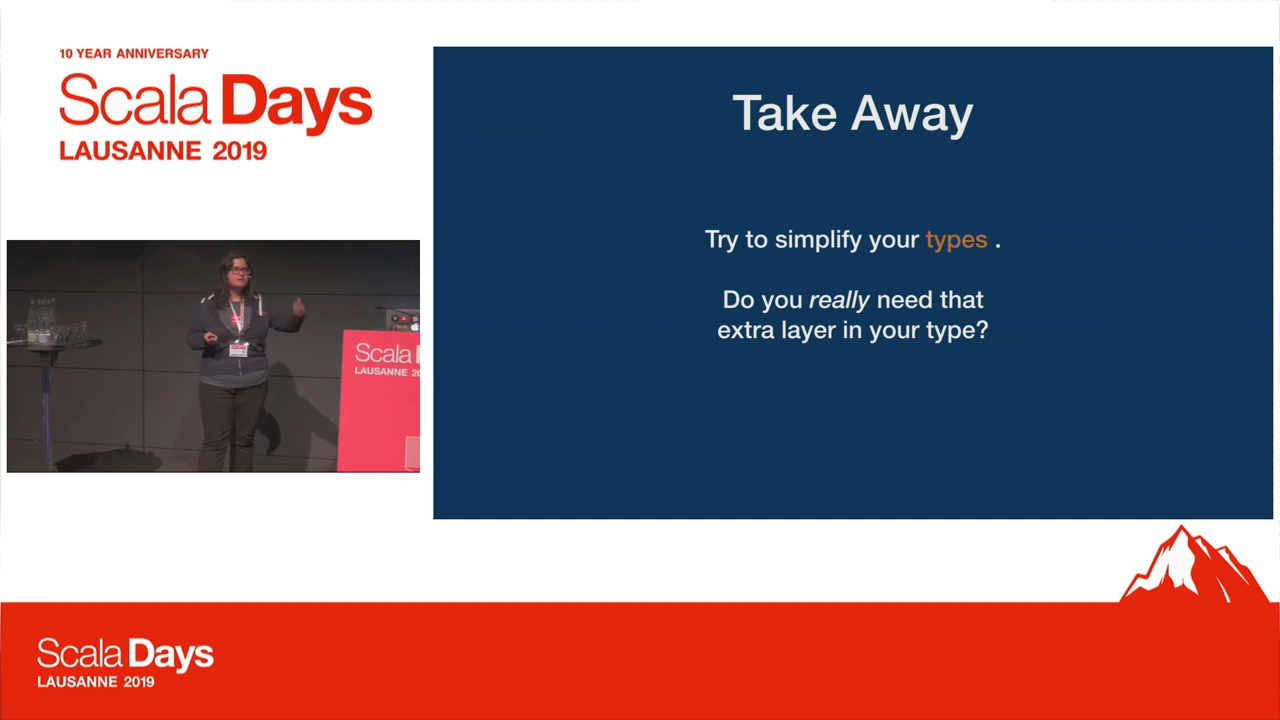 10 YEAR ANNIVERSARY
Scala Days
LAUSANNE 2019
Take Away
Try to simplify your types .
Do you really need that
extra layer in your type?
Scala
LAUSANNE 20
Scala Days
LAUSANNE 2019